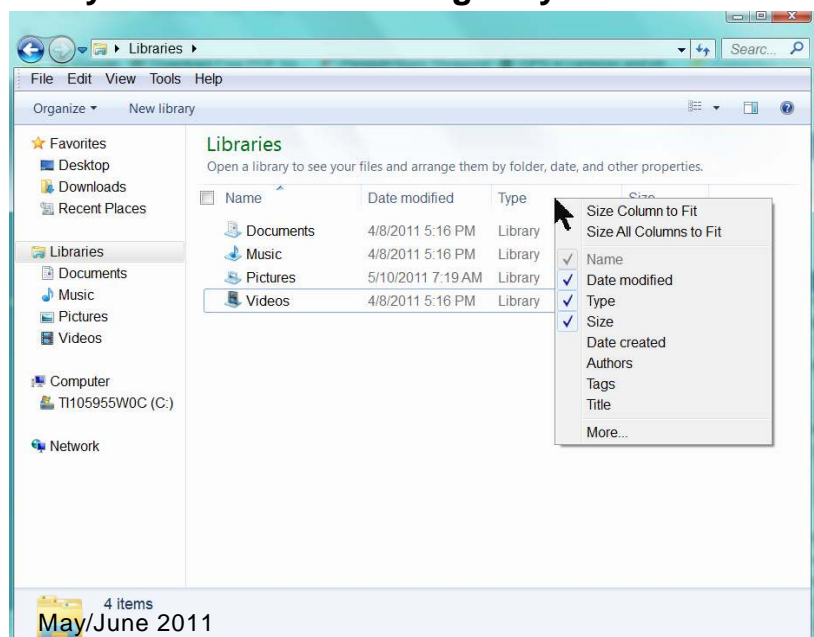 Libraries
Searc...
File Edit View Tools Help
Organize New library
Favorites
Desktop
Downloads
Recent Places
Libraries
Documents
Music
Pictures
Videos
Computer
TI105955W0C (C:)
Network
Libraries
Open a library to see your files and arrange them by folder, date, and other properties.
Name Date modified Type Size
Documents 4/8/2011 5:16 PM Library
Music 4/8/2011 5:16 PM Library
Pictures 5/10/2011 7:19 AM Library
Videos 4/8/2011 5:16 PM Library
Size Column to Fit
Size All Columns to Fit
Name
Date modified
Type
Size
Date created
Authors
Tags
Title
More...
4 items
May/June 2011